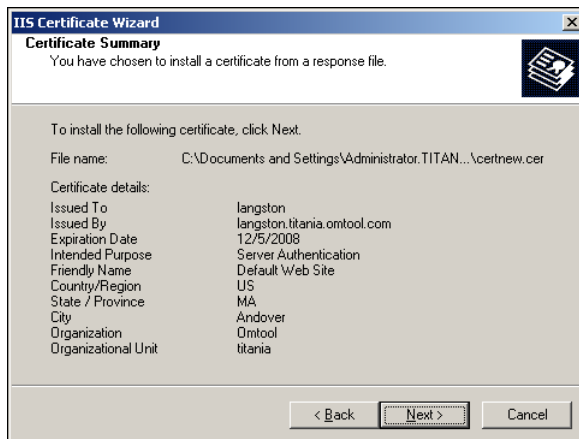 IIS Certificate Wizard
Certificate Summary
You have chosen to install a certificate from a response file.
To install the following certificate, click Next.
File name: C:\Documents and Settings\Administrator.TITAN...\certnew.cer
Certificate details:
Issued To langston
Issued By langston.titania.omtool.com
Expiration Date 12/5/2008
Intended Purpose Server Authentication
Friendly Name Default Web Site
Country/Region US
State / Province MA
City Andover
Organization Omtool
Organizational Unit titania
< Back Next > Cancel